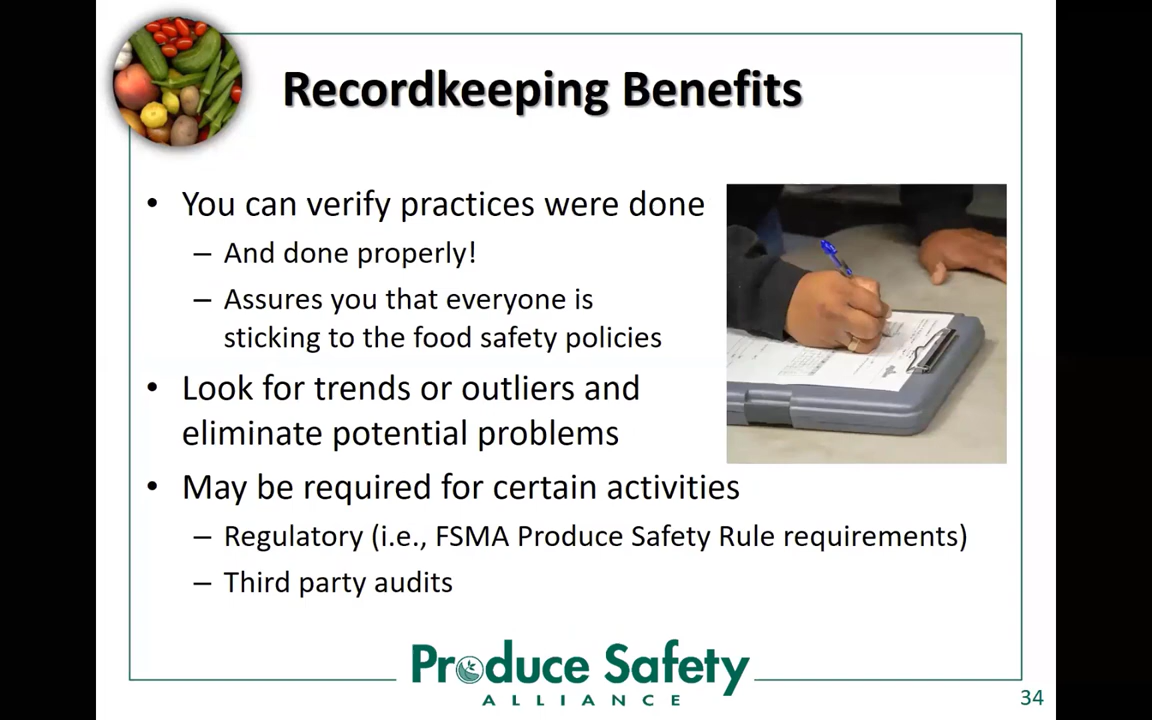 Recordkeeping Benefits
• You can verify practices were done
– And done properly!
– Assures you that everyone is
sticking to the food safety policies
• Look for trends or outliers and
eliminate potential problems
• May be required for certain activities
– Regulatory (i.e., FSMA Produce Safety Rule requirements)
– Third party audits
Produce Safety
ALLIANCE
34